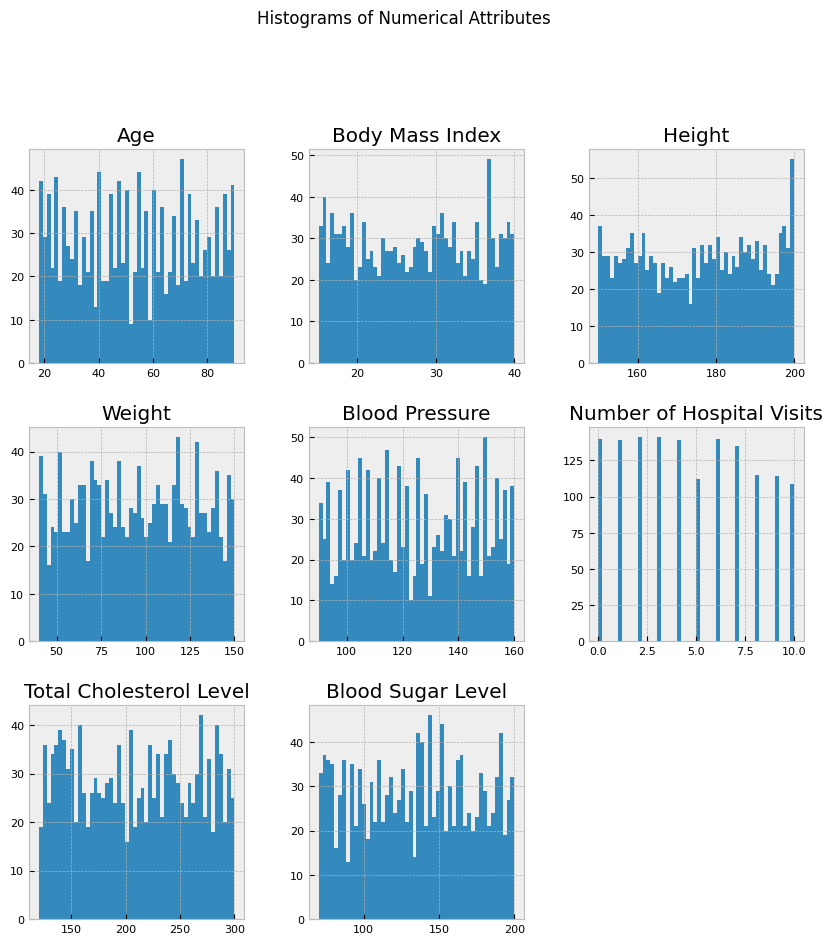 Histograms of Numerical Attributes
Age
Body Mass Index
Height
40
30
20
10
0
20 40 60 80
50
40
30
20
10
0
20 30 40
50
40
30
20
10
0
160 180 200
Weight
Blood Pressure
Number of Hospital Visits
40
30
20
10
0
50 75 100 125 150
50
40
30
20
10
0
100 120 140 160
125
100
75
50
25
0
0.0 2.5 5.0 7.5 10.0
Total Cholesterol Level
Blood Sugar Level
40
30
20
10
0
150 200 250 300
40
30
20
10
0
100 150 200